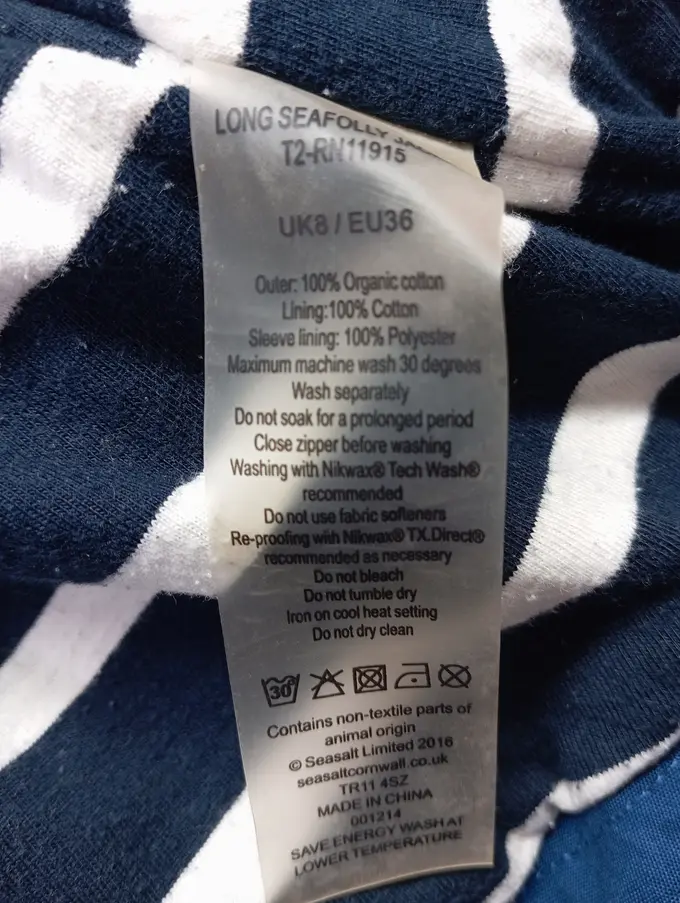 LONG SEAFOLLY
T2-RN11915
UK8 / EU36
Outer: 100% Organic cotton
Lining:100% Cotton
Sleeve lining: 100% Polyester
Maximum machine wash 30 degrees
Wash separately
Do not soak for a prolonged period
Close zipper before washing
Washing with Nikwax® Tech Wash®
recommended
Do not use fabric softeners
Re-proofing with Nikwax® TX.Direct®
recommended as necessary
Do not bleach
Do not tumble dry
Iron on cool heat setting
Do not dry clean
30
Contains non-textile parts of
animal origin
© Seasalt Limited 2016
seasaltcornwall.co.uk
TR11 4SZ
MADE IN CHINA
001214
SAVE ENERGY WASH AT
LOWER TEMPERATURE